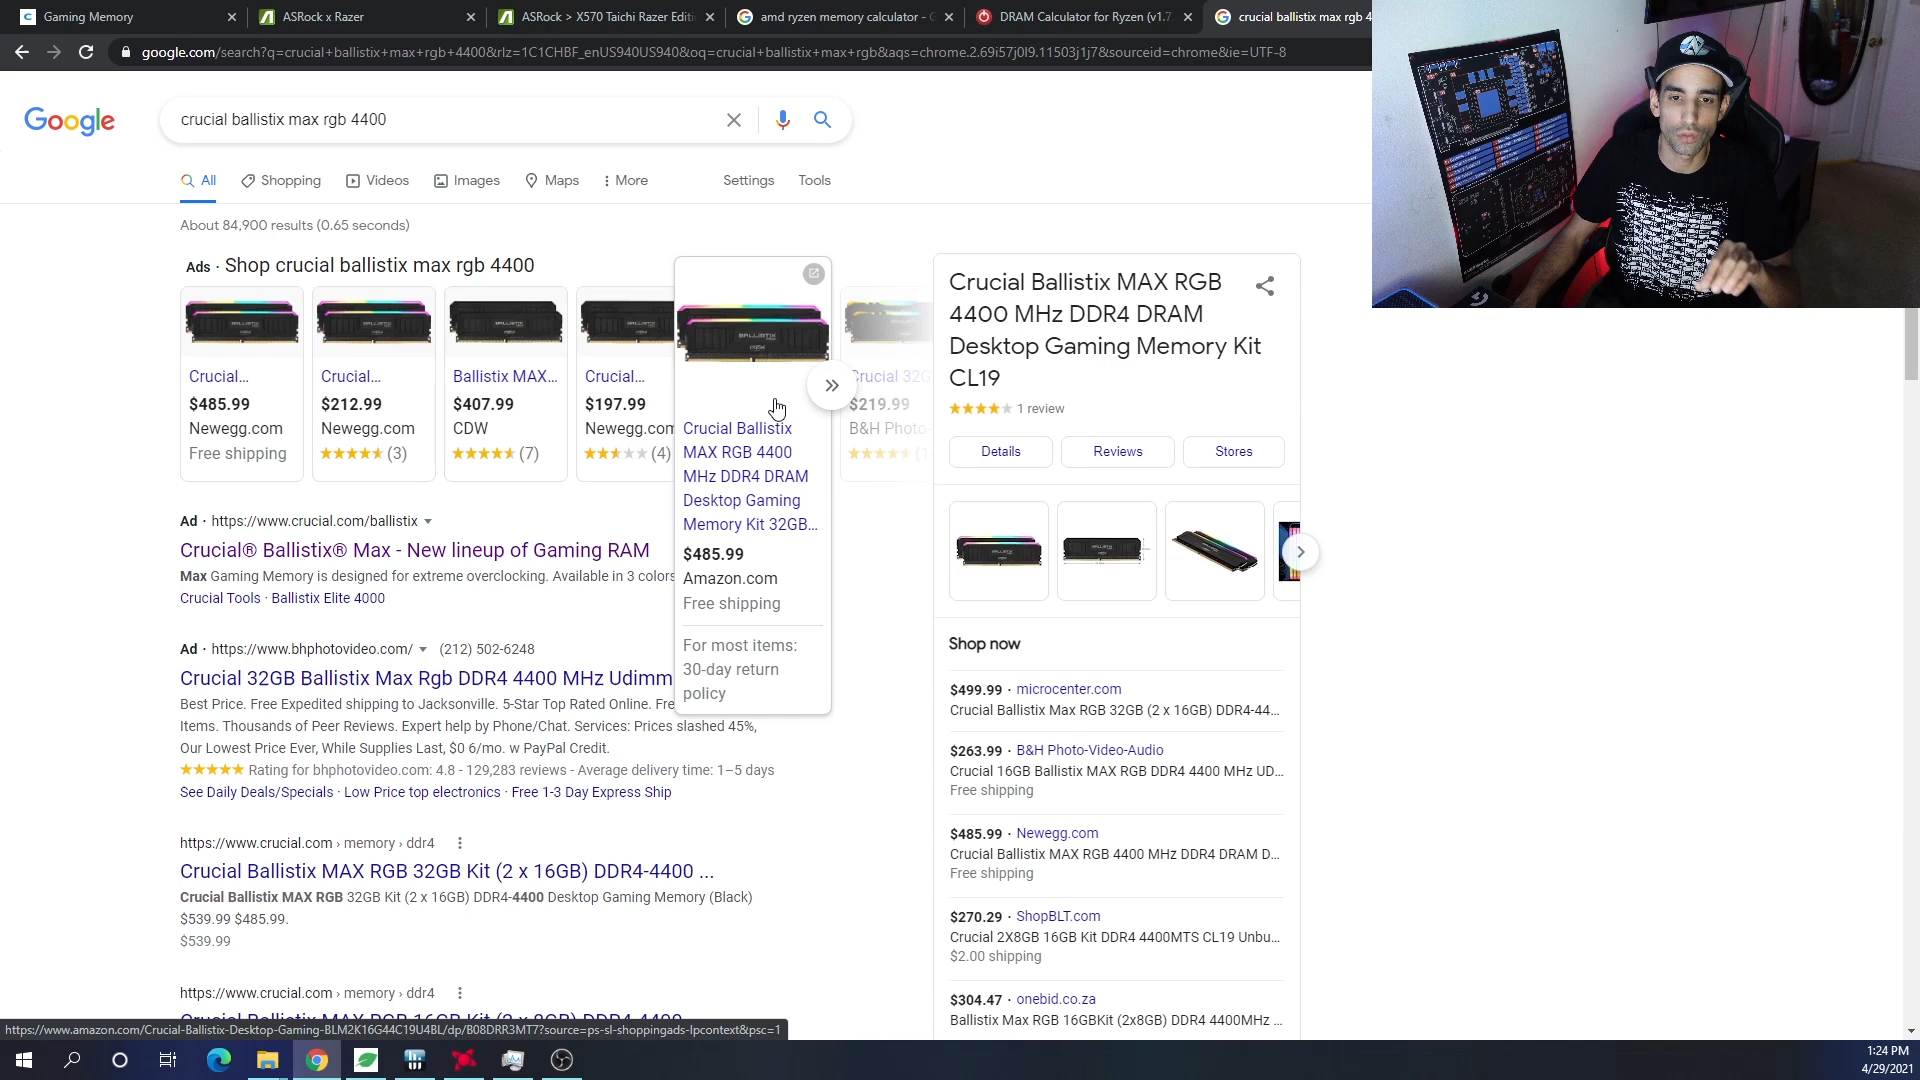 Gaming Memory
ASRock x Razer
ASRock > X570 Taichi Razer Editi
amd ryzen memory calculator - G
DRAM Calculator for Ryzen (v1.7.
crucial ballistix max rgb 4
google.com/search?q=crucial+ballistix+max+rgb+4400&rlz=1C1CHBF_enUS940US940&oq=crucial+ballistix+max+rgb&aqs=chrome.2.69i57j0l9.11503j1j7&sourceid=chrome&ie=UTF-8
Google
crucial ballistix max rgb 4400
All
Shopping
Videos
Images
Maps
More
Settings
Tools
About 84,900 results (0.65 seconds)
Ads · Shop crucial ballistix max rgb 4400
Crucial...
$485.99
Newegg.com
Free shipping
Crucial...
$212.99
Newegg.com
(3)
Ballistix MAX...
$407.99
CDW
(7)
Crucial...
$197.99
Newegg.com
(4)
BALLISTIX
Crucial Ballistix
MAX RGB 4400
MHz DDR4 DRAM
Desktop Gaming
Memory Kit 32GB...
$485.99
Amazon.com
Free shipping
For most items:
30-day return
policy
Crucial 32G
$219.99
B&H Photo-
Ad · https://www.crucial.com/ballistix
Crucial® Ballistix® Max - New lineup of Gaming RAM
Max Gaming Memory is designed for extreme overclocking. Available in 3 colors
Crucial Tools · Ballistix Elite 4000
Ad · https://www.bhphotovideo.com/ (212) 502-6248
Crucial 32GB Ballistix Max Rgb DDR4 4400 MHz Udimm
Best Price. Free Expedited shipping to Jacksonville. 5-Star Top Rated Online. Fre
Items. Thousands of Peer Reviews. Expert help by Phone/Chat. Services: Prices slashed 45%,
Our Lowest Price Ever, While Supplies Last, $0 6/mo. w PayPal Credit.
Rating for bhphotovideo.com: 4.8 - 129,283 reviews - Average delivery time: 1–5 days
See Daily Deals/Specials · Low Price top electronics · Free 1-3 Day Express Ship
https://www.crucial.com › memory › ddr4
Crucial Ballistix MAX RGB 32GB Kit (2 x 16GB) DDR4-4400 ...
Crucial Ballistix MAX RGB 32GB Kit (2 x 16GB) DDR4-4400 Desktop Gaming Memory (Black)
$539.99 $485.99.
$539.99
https://www.crucial.com › memory › ddr4
Crucial Ballistix MAX RGB 16GB Kit (2 x 8GB) DDR4-4400
https://www.amazon.com/Crucial-Ballistix-Desktop-Gaming-BLM2K16G44C19U4BL/dp/B08DRR3MT7?source=ps-sl-shoppingads-lpcontext&psc=1
Crucial Ballistix MAX RGB
4400 MHz DDR4 DRAM
Desktop Gaming Memory Kit
CL19
1 review
Details
Reviews
Stores
Shop now
$499.99 · microcenter.com
Crucial Ballistix Max RGB 32GB (2 x 16GB) DDR4-44...
$263.99 · B&H Photo-Video-Audio
Crucial 16GB Ballistix MAX RGB DDR4 4400 MHz UD...
Free shipping
$485.99 · Newegg.com
Crucial Ballistix MAX RGB 4400 MHz DDR4 DRAM D...
Free shipping
$270.29 · ShopBLT.com
Crucial 2X8GB 16GB Kit DDR4 4400MTS CL19 Unbu...
$2.00 shipping
$304.47 · onebid.co.za
Ballistix Max RGB 16GBKit (2x8GB) DDR4 4400MHz ...
1:24 PM
4/29/2021